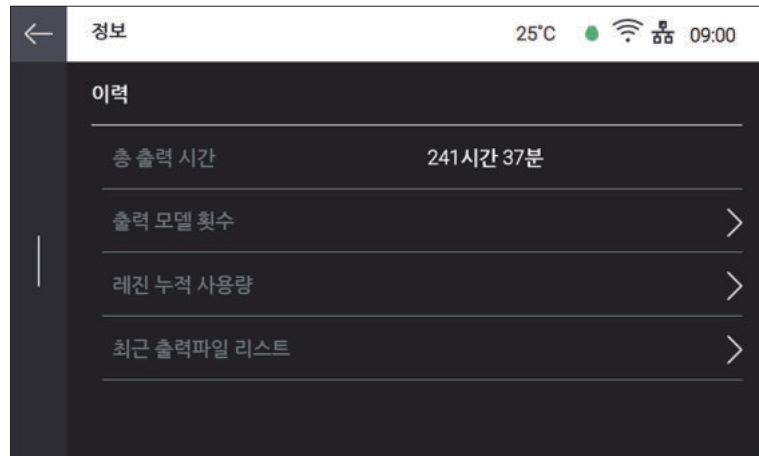 정보 25°C 09:00
이력
총 출력 시간 241시간 37분
출력 모델 횟수
레진 누적 사용량
최근 출력파일 리스트